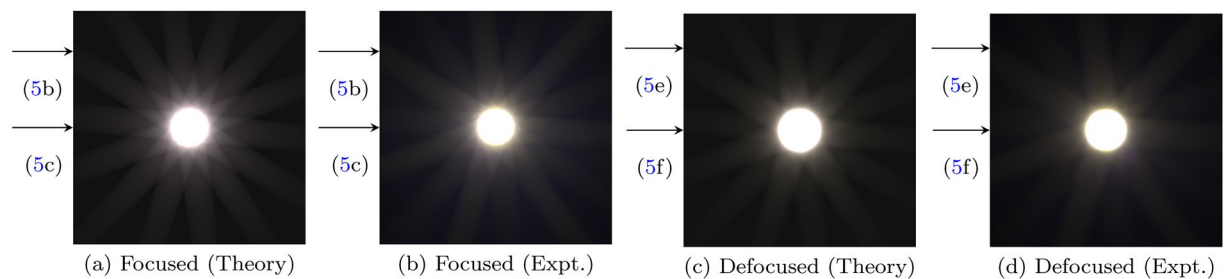 (5b)
(5c)
(a) Focused (Theory)
(5b)
(5c)
(b) Focused (Expt.)
(5e)
(5f)
(c) Defocused (Theory)
(5e)
(5f)
(d) Defocused (Expt.)